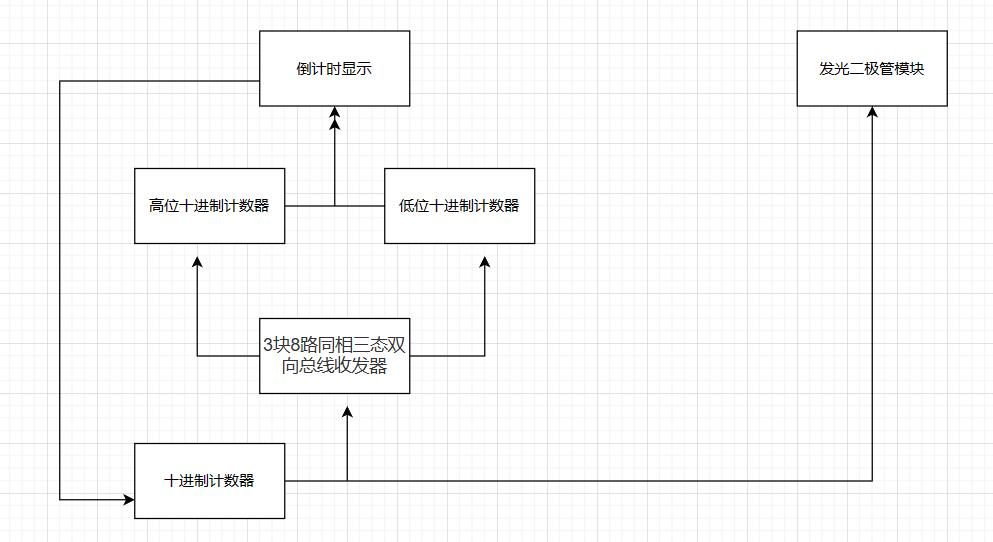 倒计时显示
发光二极管模块
高位十进制计数器
低位十进制计数器
3块8路同相三态双
向总线收发器
十进制计数器